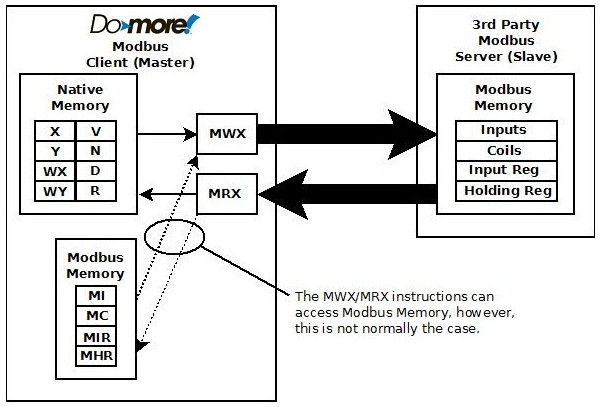 Do-more!
Modbus
Client (Master)
Native
Memory
X V
Y N
WX D
WY R
MWX
MRX
Modbus
Memory
MI
MC
MIR
MHR
3rd Party
Modbus
Server (Slave)
Modbus
Memory
Inputs
Coils
Input Reg
Holding Reg
The MWX/MRX instructions can
access Modbus Memory, however,
this is not normally the case.